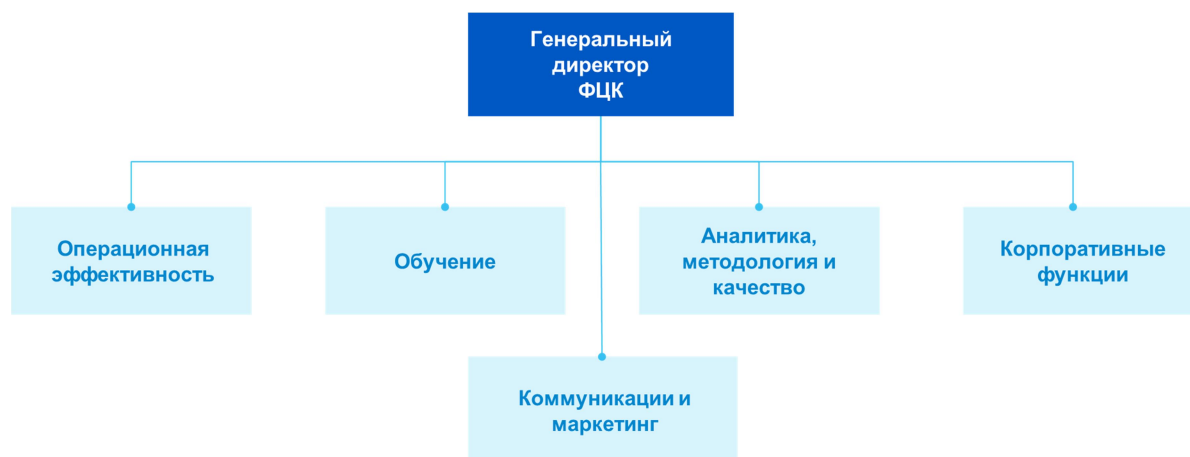 Генеральный
директор
ФЦК
Операционная
эффективность
Обучение
Аналитика,
методология и
качество
Корпоративные
функции
Коммуникации и
маркетинг